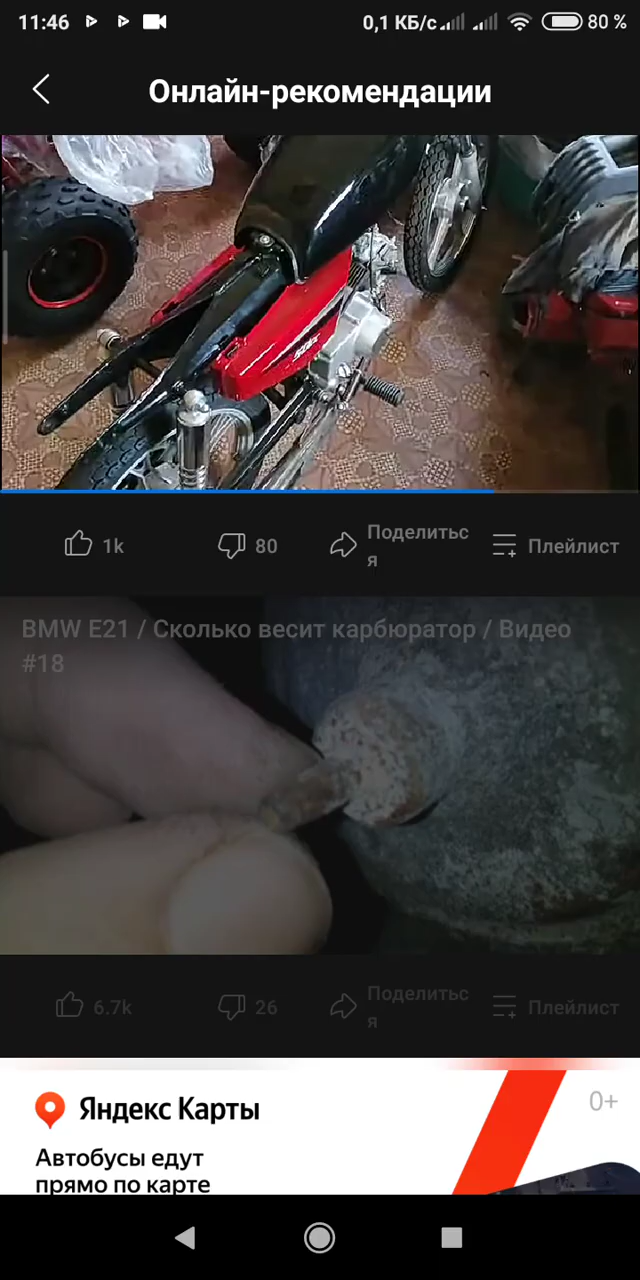 11:46
0,1 КБ/с
80 %
Онлайн-рекомендации
1k
80
Поделитьс
я
Плейлист
BMW E21 / Сколько весит карбюратор / Видео
#18
6.7k
26
Поделитьс
я
Плейлист
Яндекс Карты
0+
Автобусы едут
прямо по карте